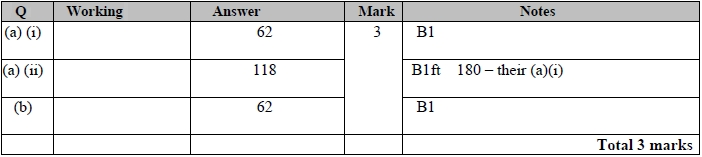 Q Working Answer Mark Notes
(a) (i) 62 3 B1
(a) (ii) 118 B1ft 180 – their (a)(i)
(b) 62 B1
Total 3 marks